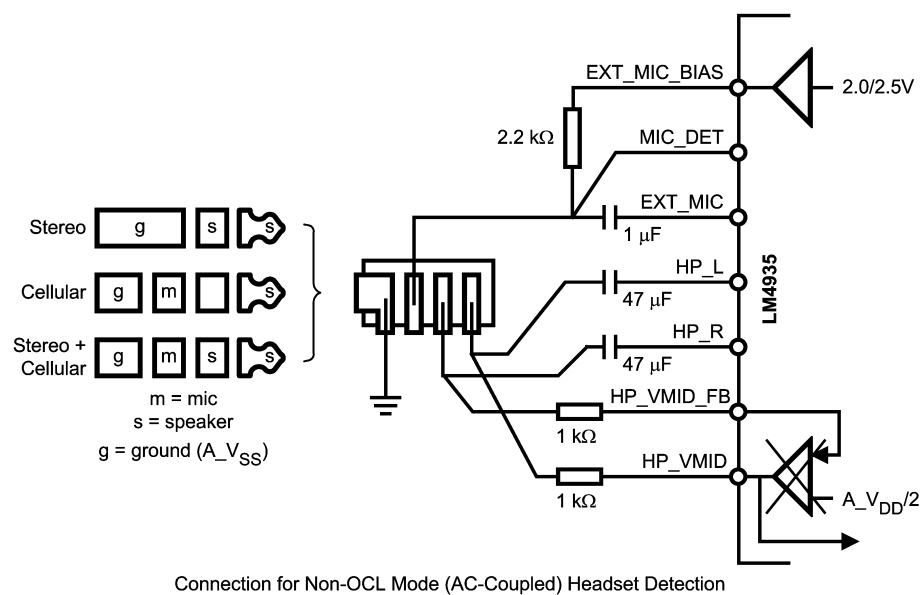 EXT_MIC_BIAS
2.0/2.5V
2.2 kΩ
MIC_DET
EXT_MIC
1 μF
Stereo
g
s
s
HP_L
47 μF
LM4935
Cellular
g
m
s
HP_R
47 μF
Stereo +
Cellular
g
m
s
s
m = mic
s = speaker
g = ground (A_VSS)
HP_VMID_FB
1 kΩ
HP_VMID
1 kΩ
A_VDD/2
Connection for Non-OCL Mode (AC-Coupled) Headset Detection